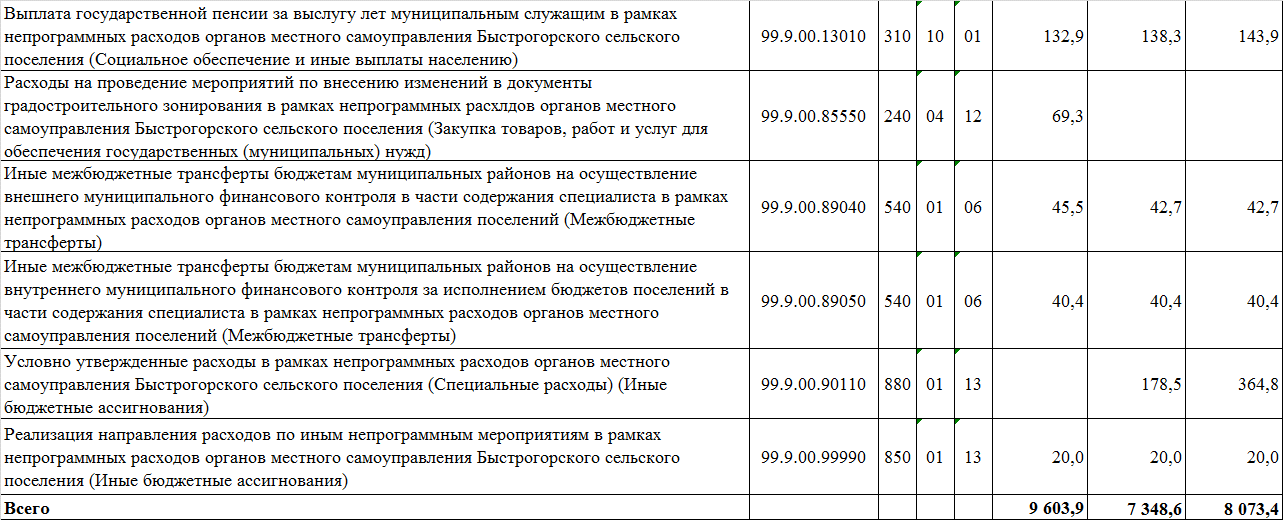 Выплата государственной пенсии за выслугу лет муниципальным служащим в рамках
непрограммных расходов органов местного самоуправления Быстрогорского сельского
поселения (Социальное обеспечение и иные выплаты населению)
99.9.00.13010 310 10 01 132,9 138,3 143,9
Расходы на проведение мероприятий по внесению изменений в документы
градостроительного зонирования в рамках непрограммных расхлдов органов местного
самоуправления Быстрогорского сельского поселения (Закупка товаров, работ и услуг для
обеспечения государственных (муниципальных) нужд)
99.9.00.85550 240 04 12 69,3
Иные межбюджетные трансферты бюджетам муниципальных районов на осуществление
внешнего муниципального финансового контроля в части содержания специалиста в рамках
непрограммных расходов органов местного самоуправления поселений (Межбюджетные
трансферты)
99.9.00.89040 540 01 06 45,5 42,7 42,7
Иные межбюджетные трансферты бюджетам муниципальных районов на осуществление
внутреннего муниципального финансового контроля за исполнением бюджетов поселений в
части содержания специалиста в рамках непрограммных расходов органов местного
самоуправления поселений (Межбюджетные трансферты)
99.9.00.89050 540 01 06 40,4 40,4 40,4
Условно утвержденные расходы в рамках непрограммных расходов органов местного
самоуправления Быстрогорского сельского поселения (Специальные расходы) (Иные
бюджетные ассигнования)
99.9.00.90110 880 01 13 178,5 364,8
Реализация направления расходов по иным непрограммным мероприятиям в рамках
непрограммных расходов органов местного самоуправления Быстрогорского сельского
поселения (Иные бюджетные ассигнования)
99.9.00.99990 850 01 13 20,0 20,0 20,0
Всего 9 603,9 7 348,6 8 073,4